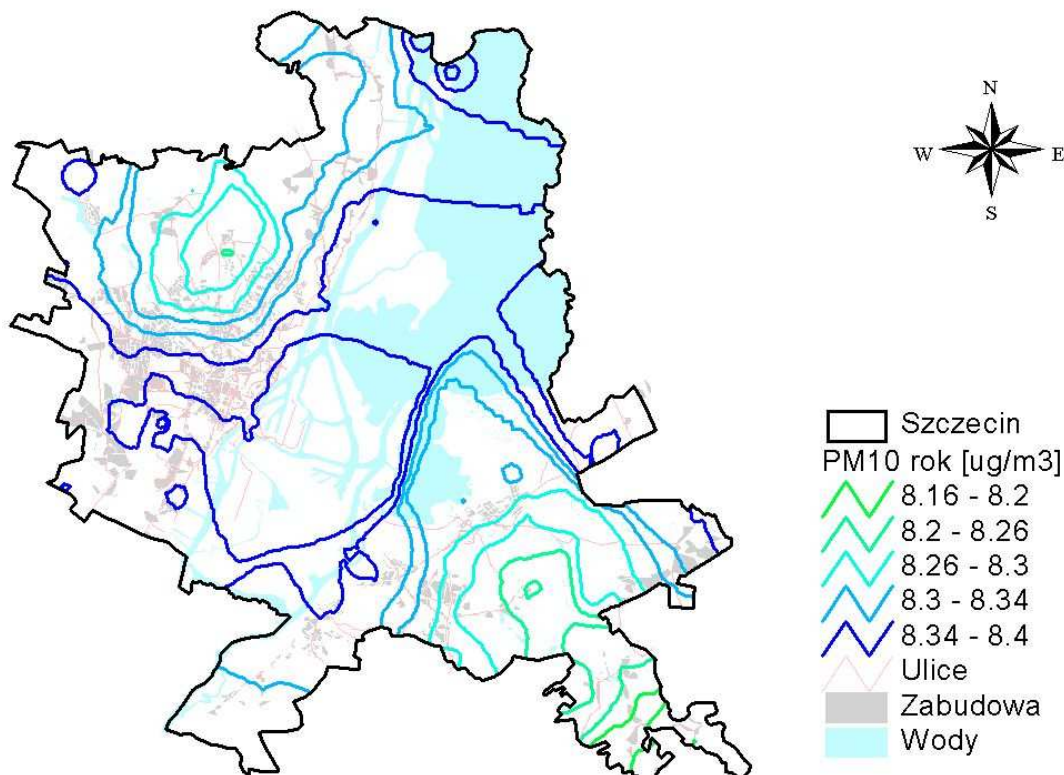 N
W E
S
Szczecin
PM10 rok [ug/m3]
8.16 - 8.2
8.2 - 8.26
8.26 - 8.3
8.3 - 8.34
8.34 - 8.4
Ulice
Zabudowa
Wody